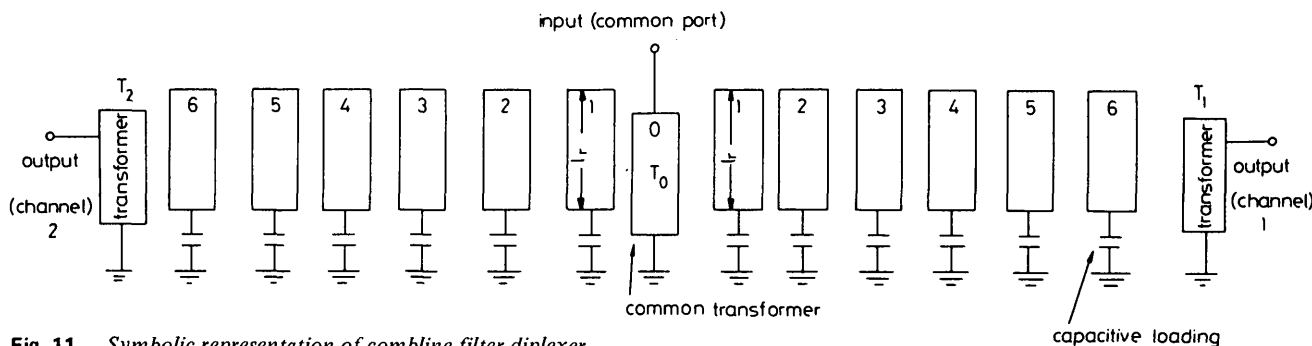 input (common port)
T₂
6
5
4
3
2
1
0
1
2
3
4
5
6
T₁
transformer
lᵣ
T₀
lᵣ
transformer
output
(channel)
2
output
(channel)
1
common transformer
capacitive loading
Fig. 11 Symbolic representation of combline filter diplexer